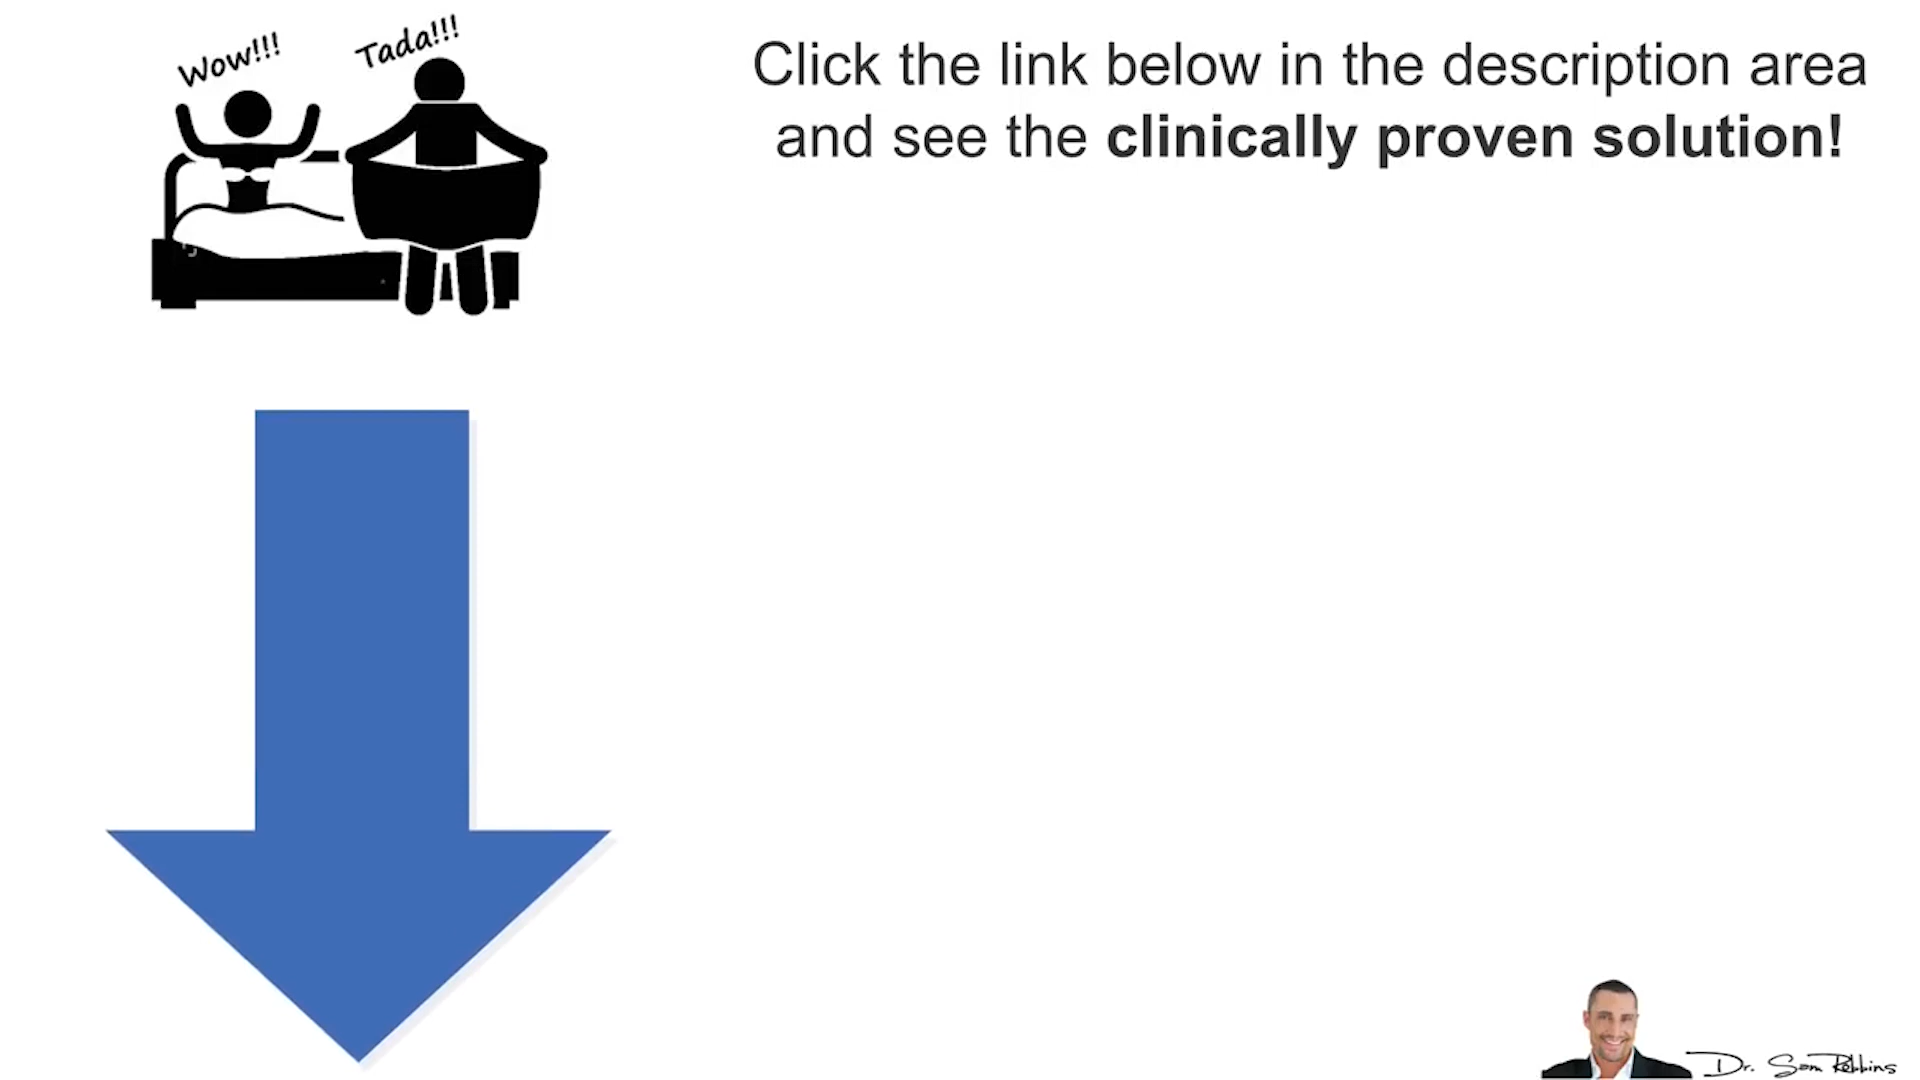 Wow!!!
Tada!!!
Click the link below in the description area
and see the clinically proven solution!
Dr. Sam Robbins